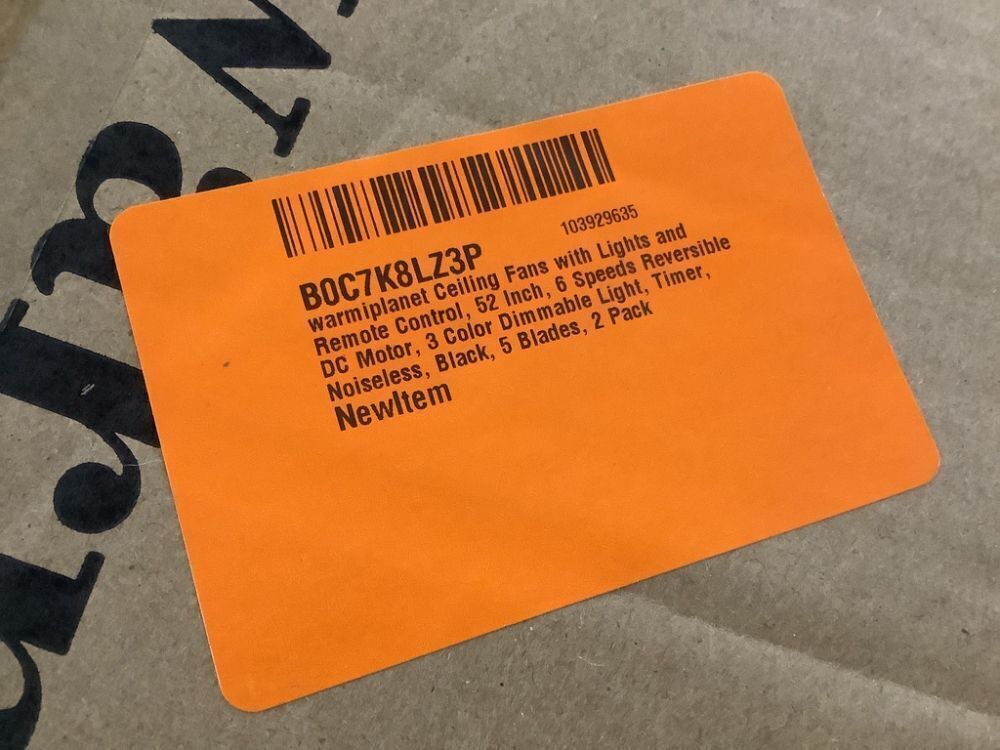 103929635
B0C7K8LZ3P
warmiplanet Ceiling Fans with Lights and
Remote Control, 52 Inch, 6 Speeds Reversible
DC Motor, 3 Color Dimmable Light, Timer,
Noiseless, Black, 5 Blades, 2 Pack
NewItem